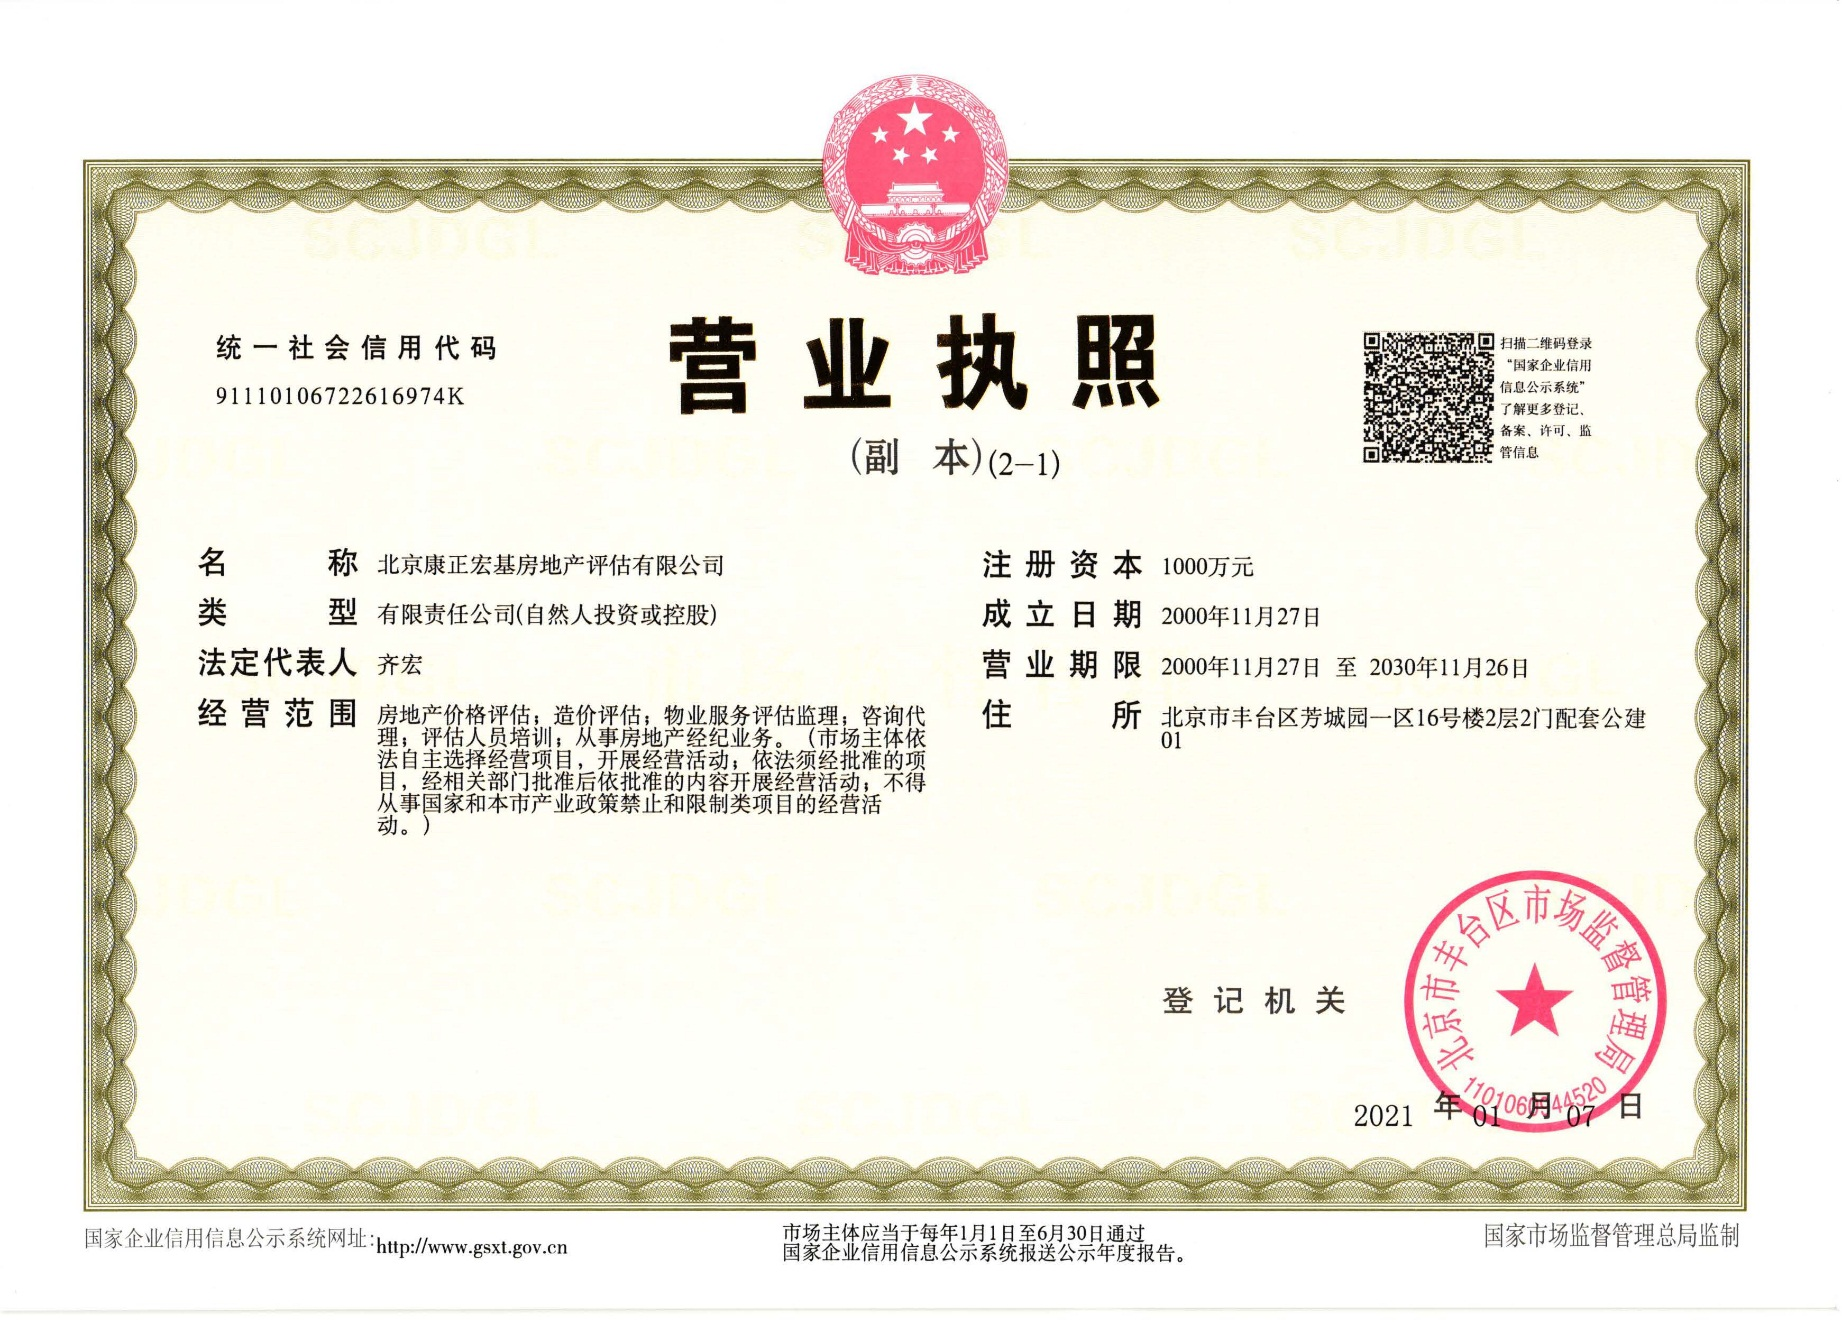 统一社会信用代码
91110106722616974K
营业执照
(副 本)(2-1)
扫描二维码登录
“国家企业信用
信息公示系统”
了解更多登记、
备案、许可、监
管信息
名 称 北京康正宏基房地产评估有限公司
类 型 有限责任公司(自然人投资或控股)
法定代表人 齐宏
经营范围 房地产价格评估；造价评估；物业服务评估监理；咨询代
理；评估人员培训；从事房地产经纪业务。（市场主体依
法自主选择经营项目，开展经营活动；依法须经批准的项
目，经相关部门批准后依批准的内容开展经营活动；不得
从事国家和本市产业政策禁止和限制类项目的经营活
动。）
注册资本 1000万元
成立日期 2000年11月27日
营业期限 2000年11月27日 至 2030年11月26日
住 所 北京市丰台区芳城园一区16号楼2层2门配套公建
01
登记机关
北京市丰台区市场监督管理局
1101060944520
2021 年 01 月 07 日
国家企业信用信息公示系统网址:http://www.gsxt.gov.cn
市场主体应当于每年1月1日至6月30日通过
国家企业信用信息公示系统报送公示年度报告。
国家市场监督管理总局监制
SCJDGL